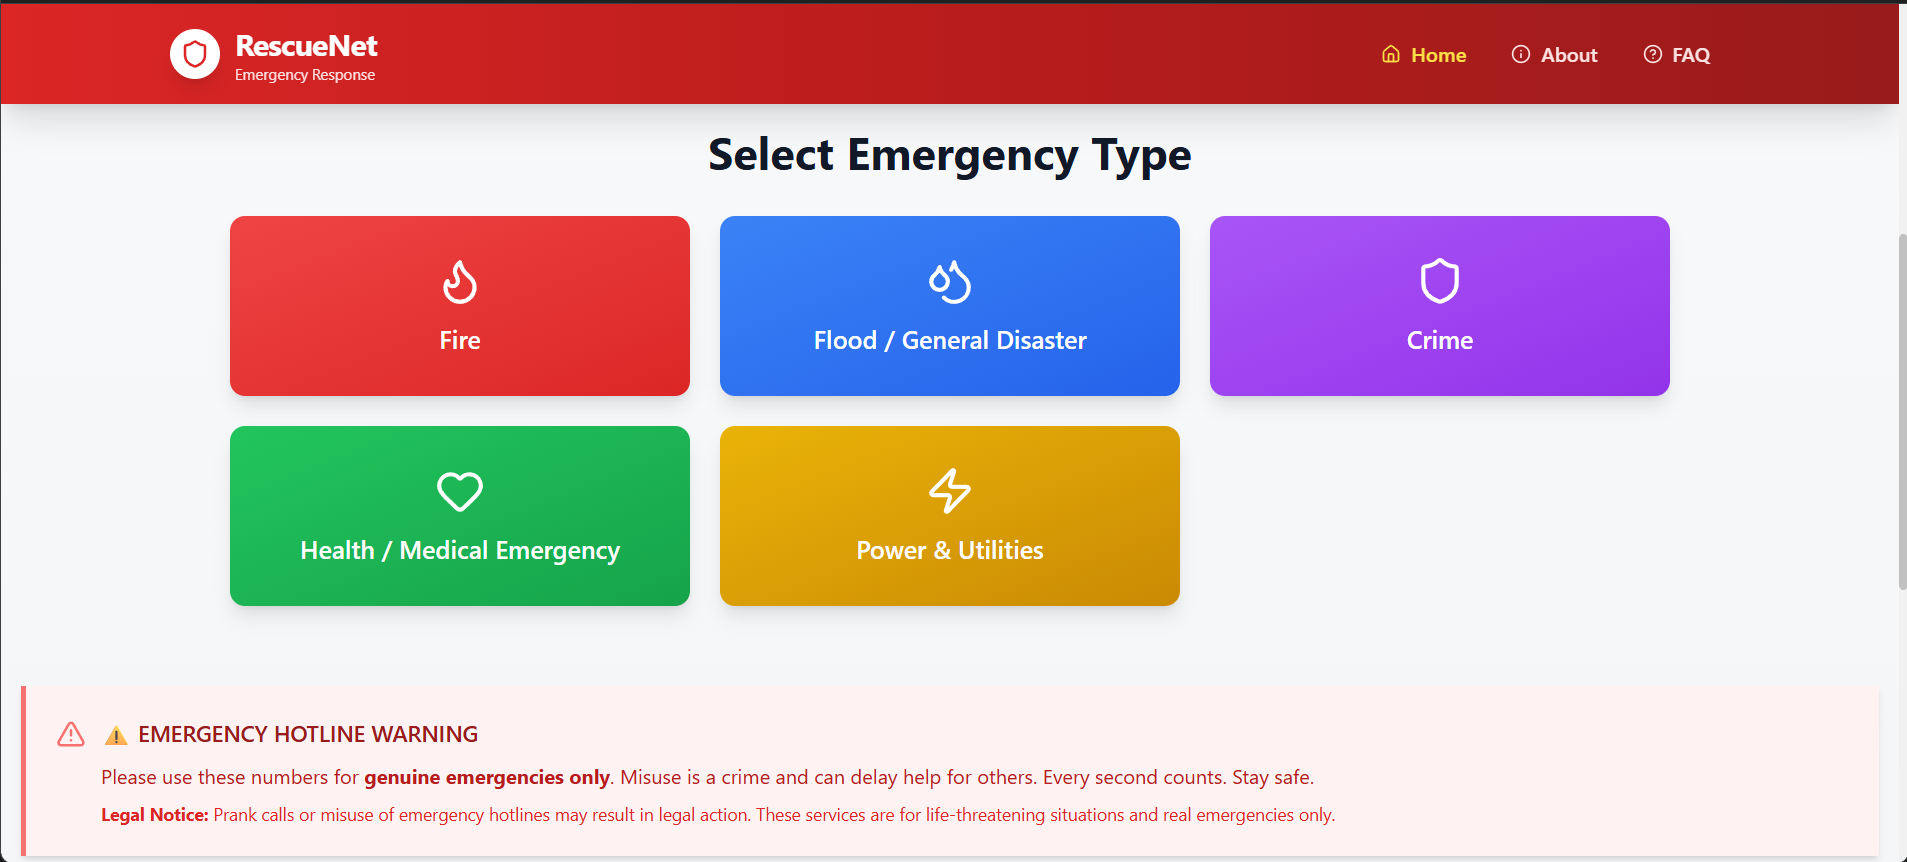 RescueNet
Emergency Response
Home
About
FAQ
Select Emergency Type
Fire
Flood / General Disaster
Crime
Health / Medical Emergency
Power & Utilities
⚠️ EMERGENCY HOTLINE WARNING
Please use these numbers for genuine emergencies only. Misuse is a crime and can delay help for others. Every second counts. Stay safe.
Legal Notice: Prank calls or misuse of emergency hotlines may result in legal action. These services are for life-threatening situations and real emergencies only.